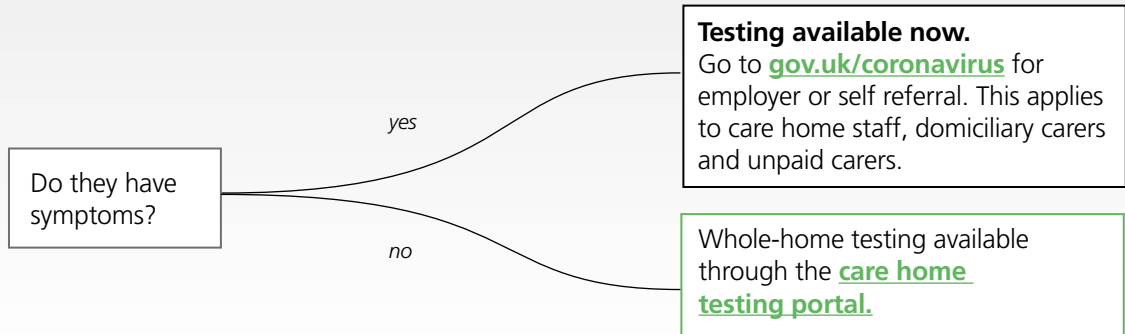 Do they have
symptoms?
yes
Testing available now.
Go to gov.uk/coronavirus for
employer or self referral. This applies
to care home staff, domiciliary carers
and unpaid carers.
no
Whole-home testing available
through the care home
testing portal.